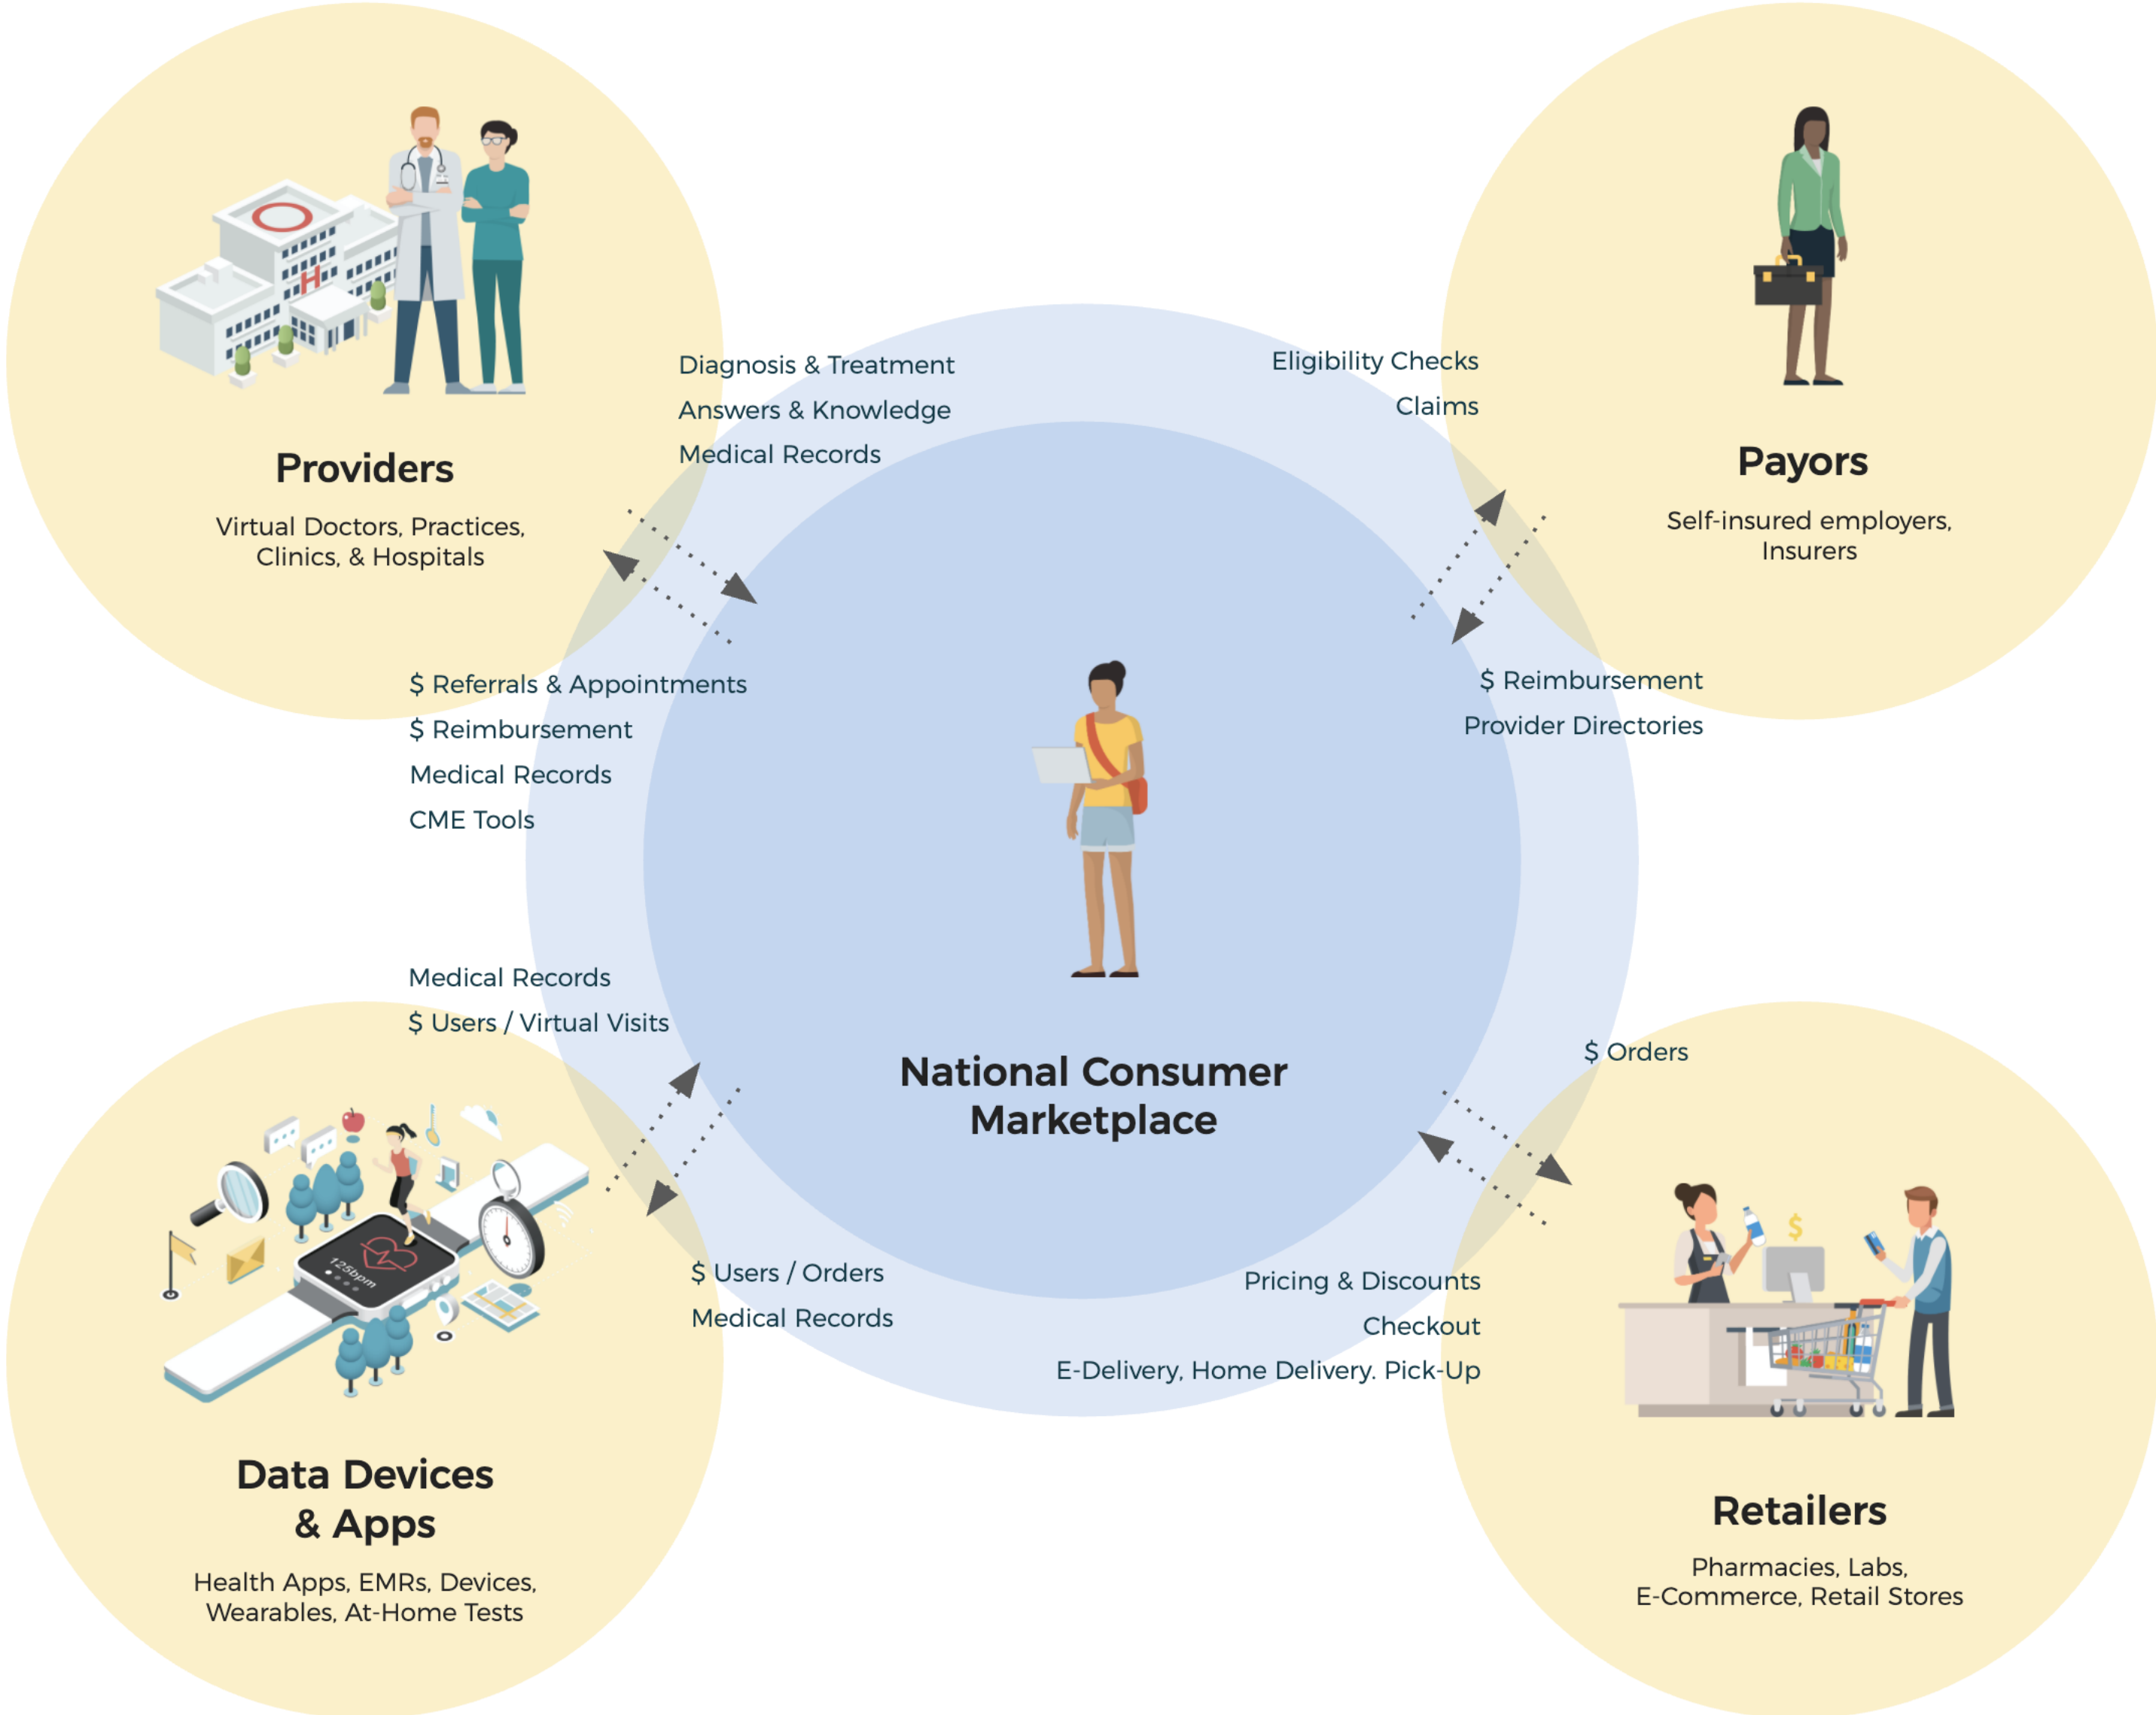 Diagnosis & Treatment
Answers & Knowledge
Medical Records
Providers
Virtual Doctors, Practices,
Clinics, & Hospitals
Eligibility Checks
Claims
Payors
Self-insured employers,
Insurers
$ Referrals & Appointments
$ Reimbursement
Medical Records
CME Tools
$ Reimbursement
Provider Directories
H
National Consumer
Marketplace
Medical Records
$ Users / Virtual Visits
$ Users / Orders
Medical Records
125bpm
Data Devices
& Apps
Health Apps, EMRs, Devices,
Wearables, At-Home Tests
$ Orders
Pricing & Discounts
Checkout
E-Delivery, Home Delivery. Pick-Up
$
Retailers
Pharmacies, Labs,
E-Commerce, Retail Stores